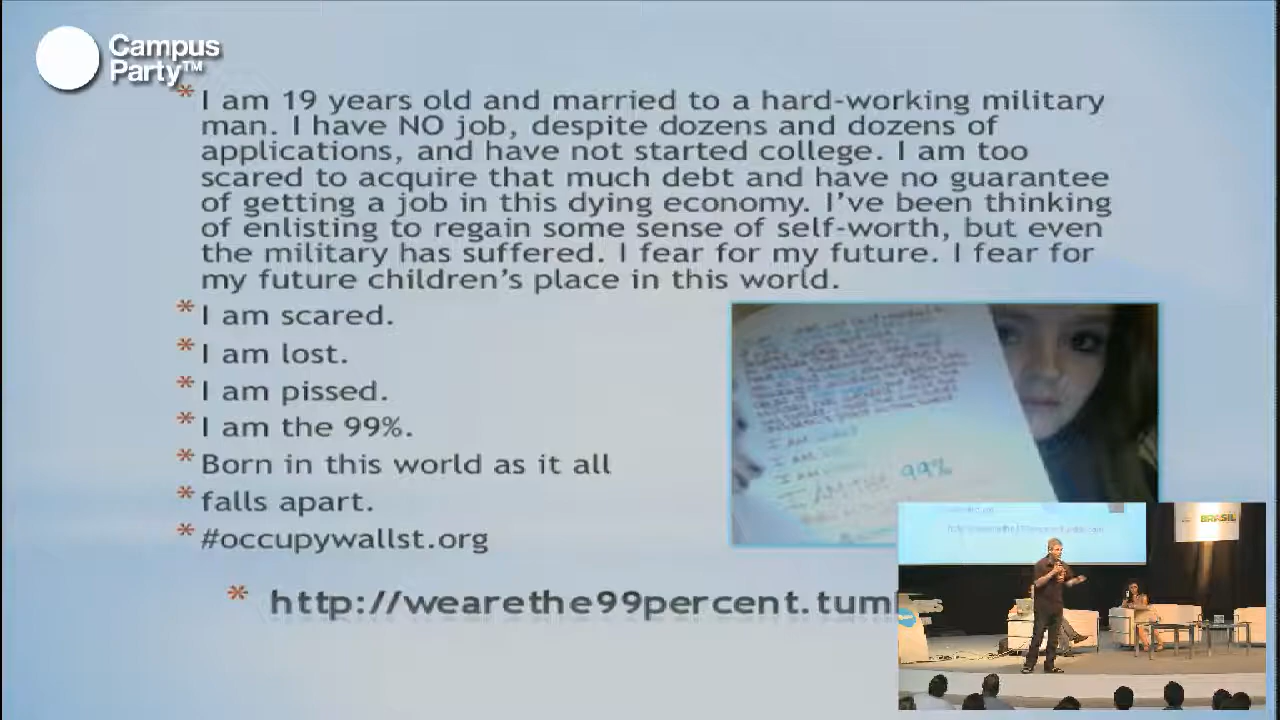 Campus
Party™
* I am 19 years old and married to a hard-working military
man. I have NO job, despite dozens and dozens of
applications, and have not started college. I am too
scared to acquire that much debt and have no guarantee
of getting a job in this dying economy. I've been thinking
of enlisting to regain some sense of self-worth, but even
the military has suffered. I fear for my future. I fear for
my future children's place in this world.
* I am scared.
* I am lost.
* I am pissed.
* I am the 99%.
* Born in this world as it all
* falls apart.
* #occupywallst.org
* http://wearethe99percent.tum
I AM THE 99%
BRASIL